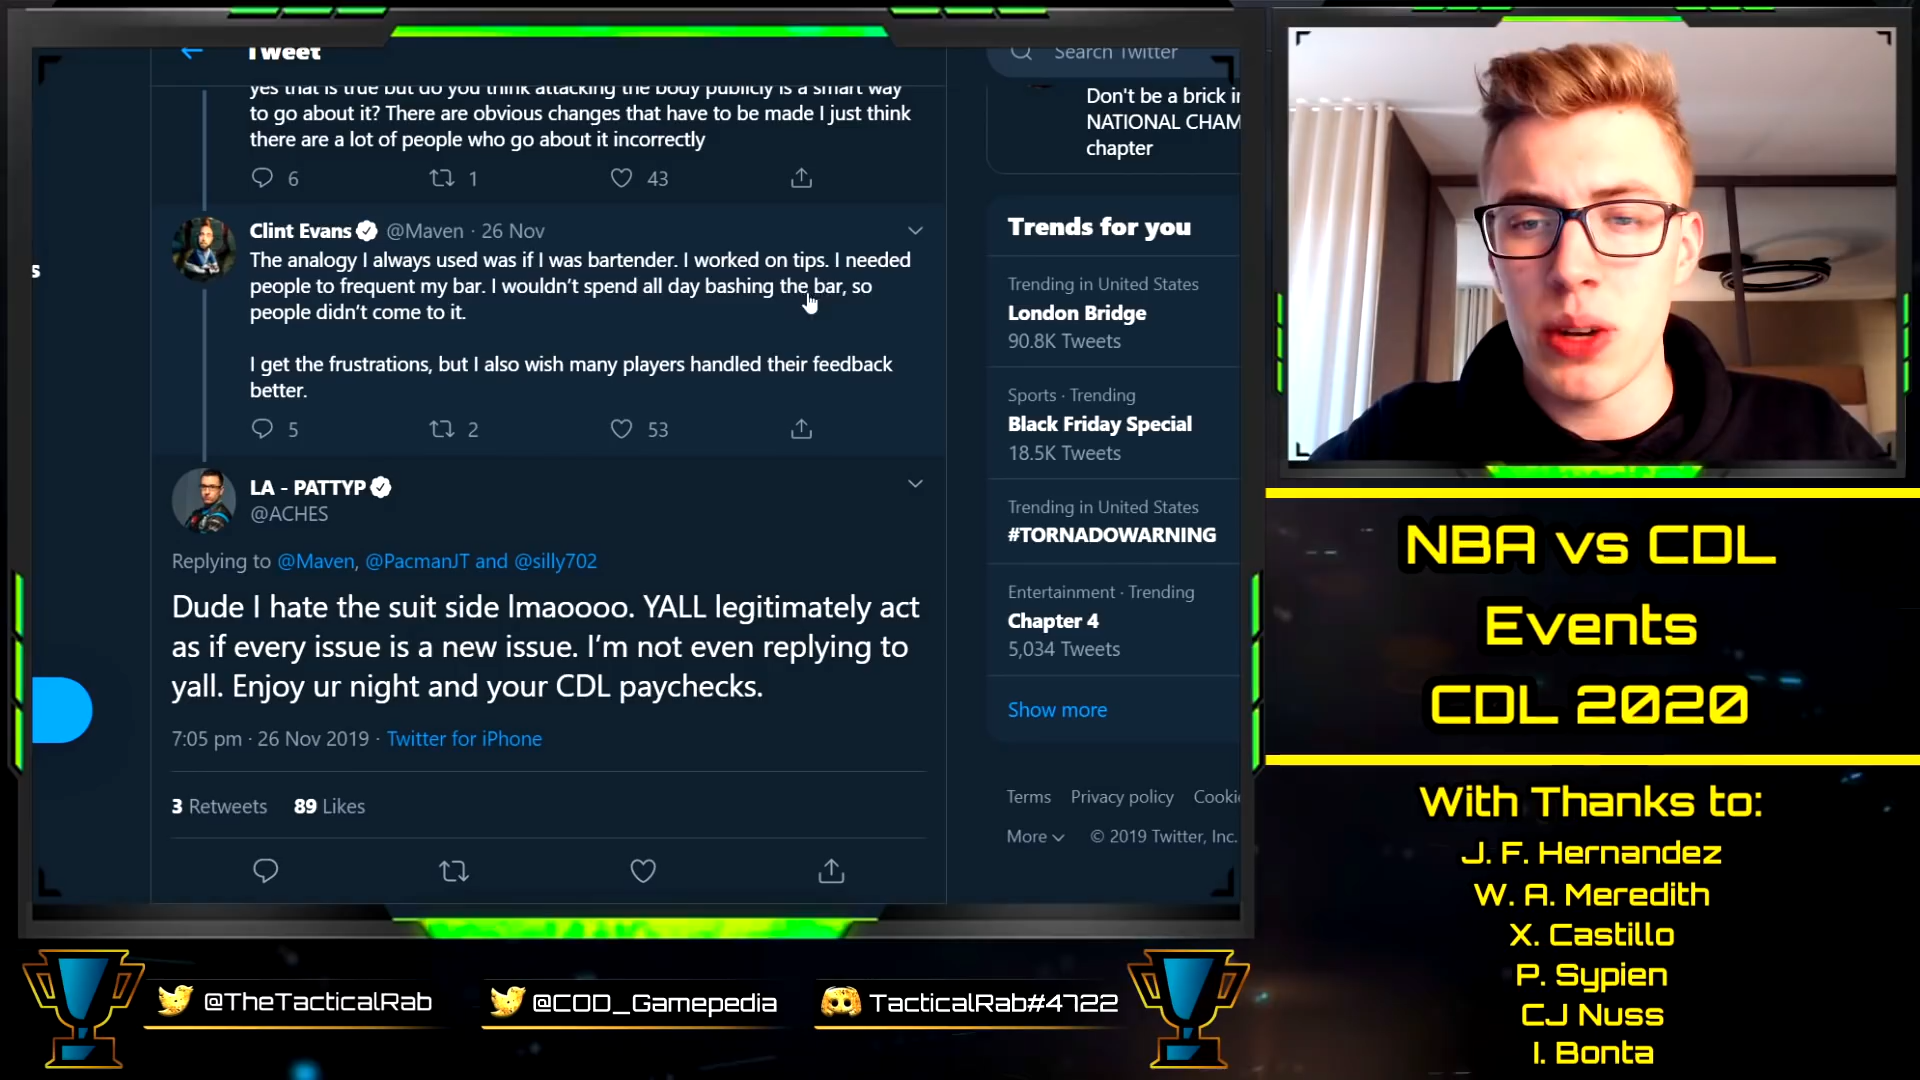 Tweet
Search Twitter
yes that is true but do you think attacking the body publicly is a smart way
to go about it? There are obvious changes that have to be made I just think
there are a lot of people who go about it incorrectly
6 1 43
Clint Evans @Maven · 26 Nov
The analogy I always used was if I was bartender. I worked on tips. I needed
people to frequent my bar. I wouldn't spend all day bashing the bar, so
people didn't come to it.
I get the frustrations, but I also wish many players handled their feedback
better.
5 2 53
LA - PATTYP
@ACHES
Replying to @Maven, @PacmanJT and @silly702
Dude I hate the suit side lmaoooo. YALL legitimately act
as if every issue is a new issue. I'm not even replying to
yall. Enjoy ur night and your CDL paychecks.
7:05 pm · 26 Nov 2019 · Twitter for iPhone
3 Retweets 89 Likes
s
Don't be a brick i
NATIONAL CHAM
chapter
Trends for you
Trending in United States
London Bridge
90.8K Tweets
Sports · Trending
Black Friday Special
18.5K Tweets
Trending in United States
#TORNADOWARNING
Entertainment · Trending
Chapter 4
5,034 Tweets
Show more
Terms Privacy policy Cooki
More © 2019 Twitter, Inc.
NBA vs CDL
Events
CDL 2020
With Thanks to:
J. F. Hernandez
W. A. Meredith
X. Castillo
P. Sypien
CJ Nuss
I. Bonta
@TheTacticalRab
@COD_Gamepedia
TacticalRab#4722